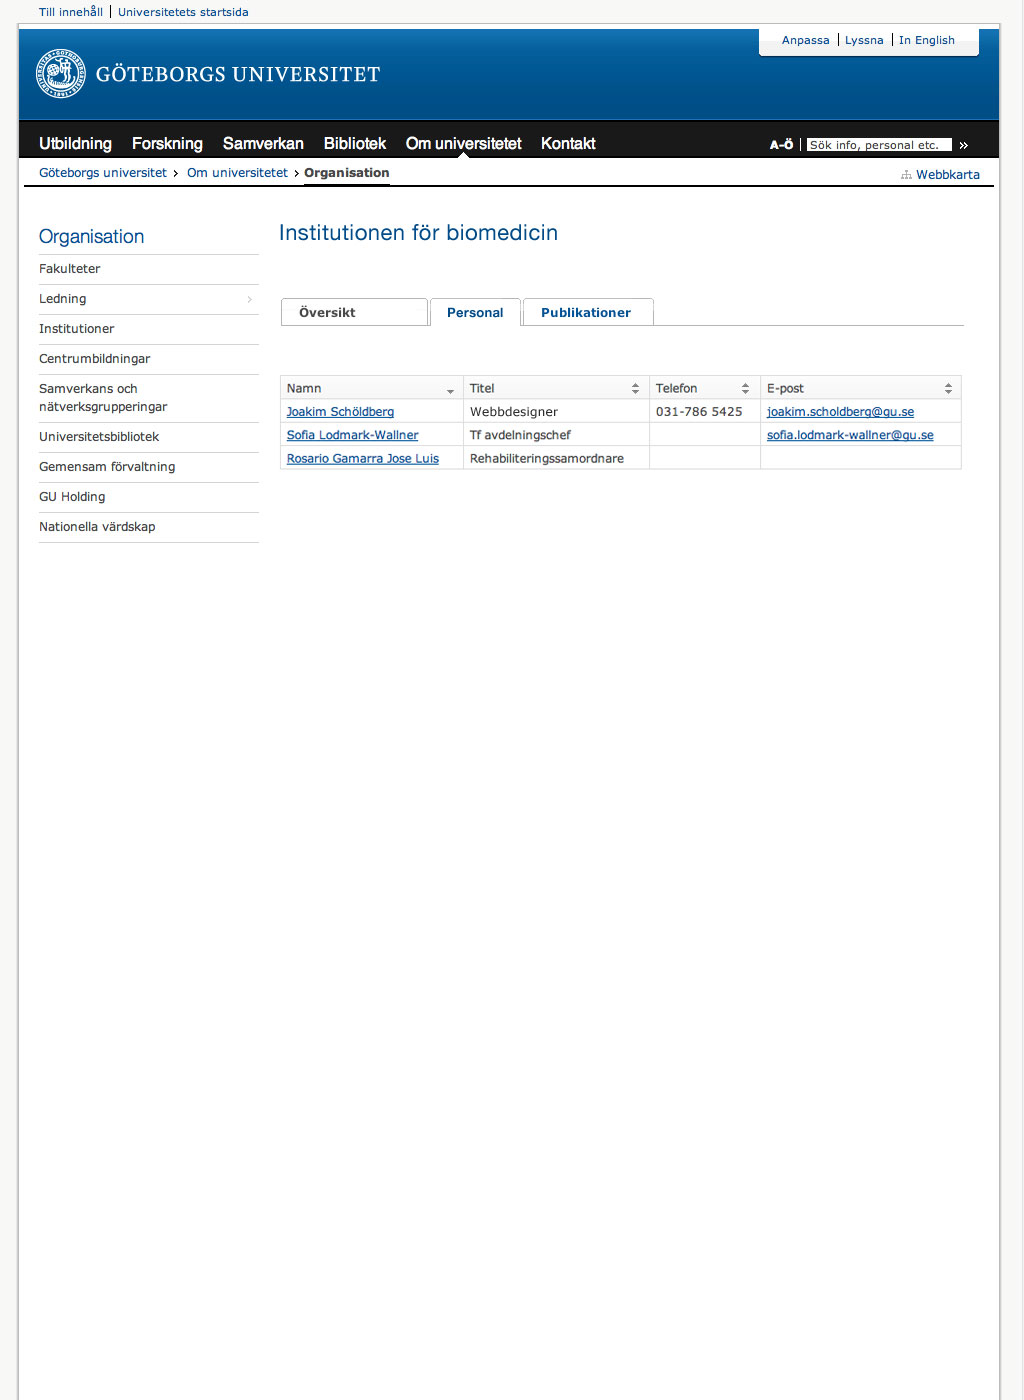 Till innehåll | Universitetets startsida
Anpassa | Lyssna | In English
GÖTEBORGS UNIVERSITET
Utbildning Forskning Samverkan Bibliotek Om universitetet Kontakt A-Ö | Sök info, personal etc. »
Göteborgs universitet › Om universitetet › Organisation Webbkarta
Organisation
Fakulteter
Ledning ›
Institutioner
Centrumbildningar
Samverkans och
nätverksgrupperingar
Universitetsbibliotek
Gemensam förvaltning
GU Holding
Nationella värdskap
Institutionen för biomedicin
Översikt Personal Publikationer
Namn Titel Telefon E-post
Joakim Schöldberg Webbdesigner 031-786 5425 joakim.scholdberg@gu.se
Sofia Lodmark-Wallner Tf avdelningschef sofia.lodmark-wallner@gu.se
Rosario Gamarra Jose Luis Rehabiliteringssamordnare